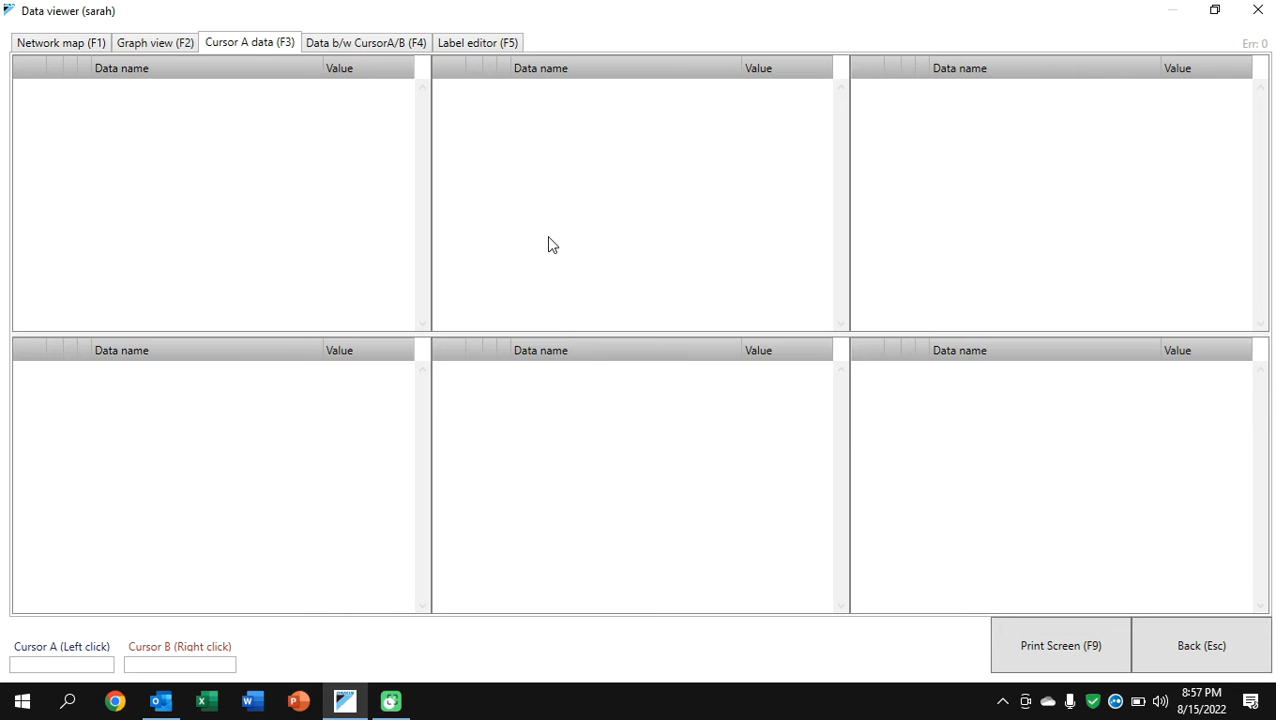 Data viewer (sarah)
Network map (F1) Graph view (F2) Cursor A data (F3) Data b/w CursorA/B (F4) Label editor (F5)
Err: 0
Data name Value Data name Value Data name Value
Data name Value Data name Value Data name Value
Cursor A (Left click) Cursor B (Right click)
Print Screen (F9) Back (Esc)
8:57 PM
8/15/2022